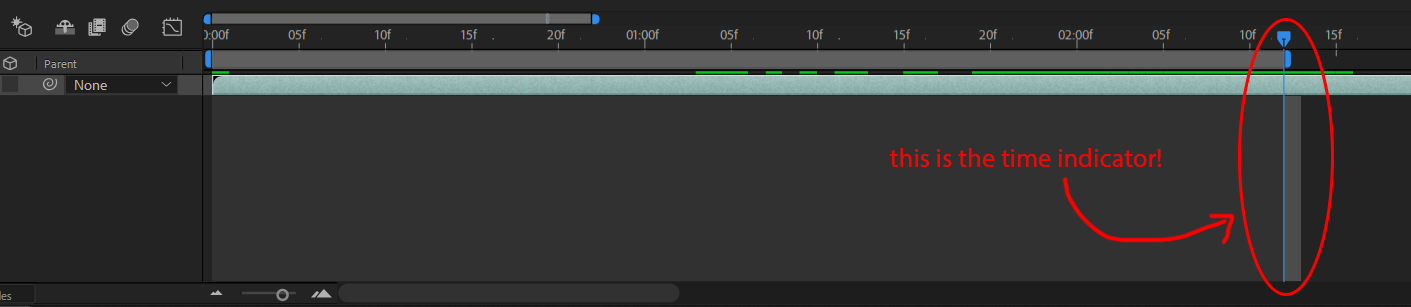 0:00f 05f 10f 15f 20f 01:00f 05f 10f 15f 20f 02:00f 05f 10f 15f
Parent
None
this is the time indicator!